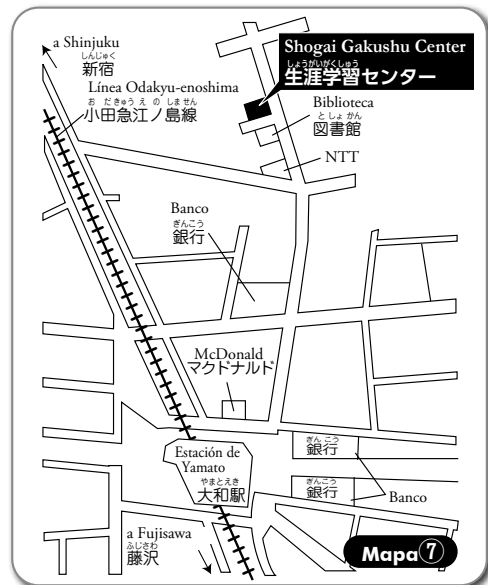 a Shinjuku
しんじゅく
新宿
Línea Odakyu-enoshima
おだきゅうえのしません
小田急江ノ島線
Shogai Gakushu Center
しょうがいがくしゅう
生涯学習センター
Biblioteca
としょかん
図書館
NTT
Banco
ぎんこう
銀行
McDonald
マクドナルド
Estación de
Yamato
やまとえき
大和駅
ぎんこう
銀行
ぎんこう
銀行
Banco
a Fujisawa
ふじさわ
藤沢
Mapa⑦